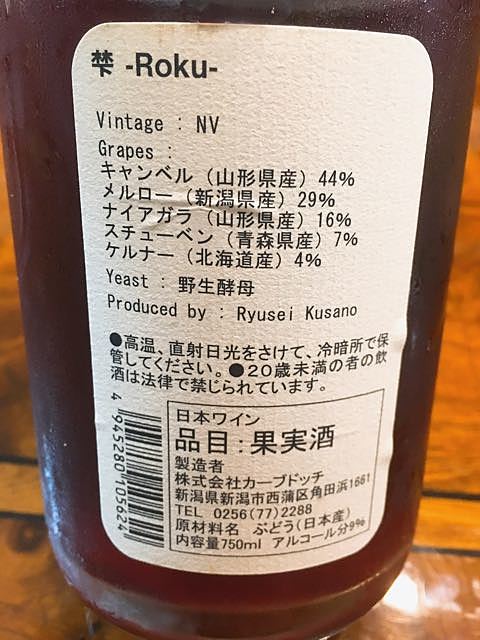 梺 -Roku-
Vintage : NV
Grapes :
キャンベル（山形県産）44%
メルロー（新潟県産）29%
ナイアガラ（山形県産）16%
スチューベン（青森県産）7%
ケルナー（北海道産）4%
Yeast : 野生酵母
Produced by : Ryusei Kusano
●高温、直射日光をさけて、冷暗所で保
管してください。●20歳未満の者の飲
酒は法律で禁じられています。
日本ワイン
品目:果実酒
製造者
株式会社カーブドッチ
新潟県新潟市西蒲区角田浜1661
TEL 0256(77)2288
原材料名 ぶどう(日本産)
内容量750ml アルコール分9%
4 945280 105624